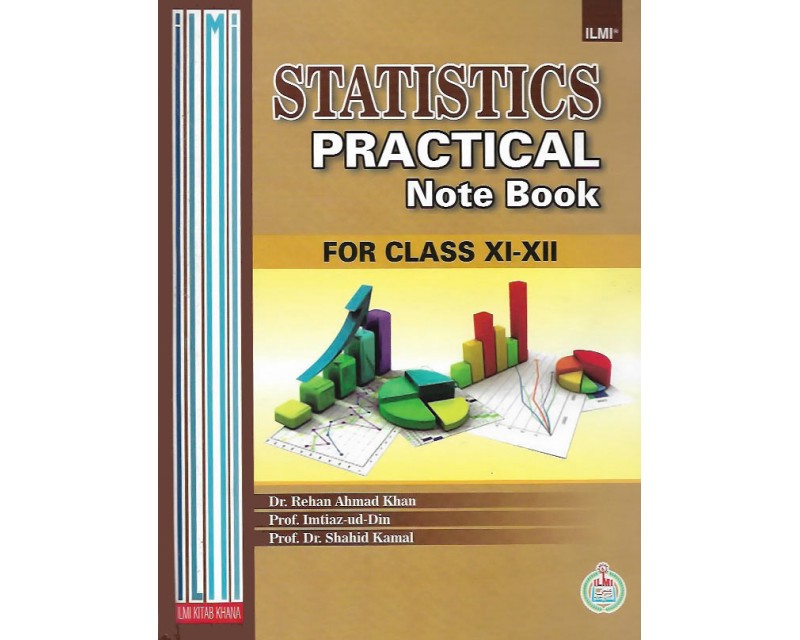 ILMI
ILMI®
STATISTICS
PRACTICAL
Note Book
FOR CLASS XI-XII
Dr. Rehan Ahmad Khan
Prof. Imtiaz-ud-Din
Prof. Dr. Shahid Kamal
ILMI
ILMI KITAB KHANA